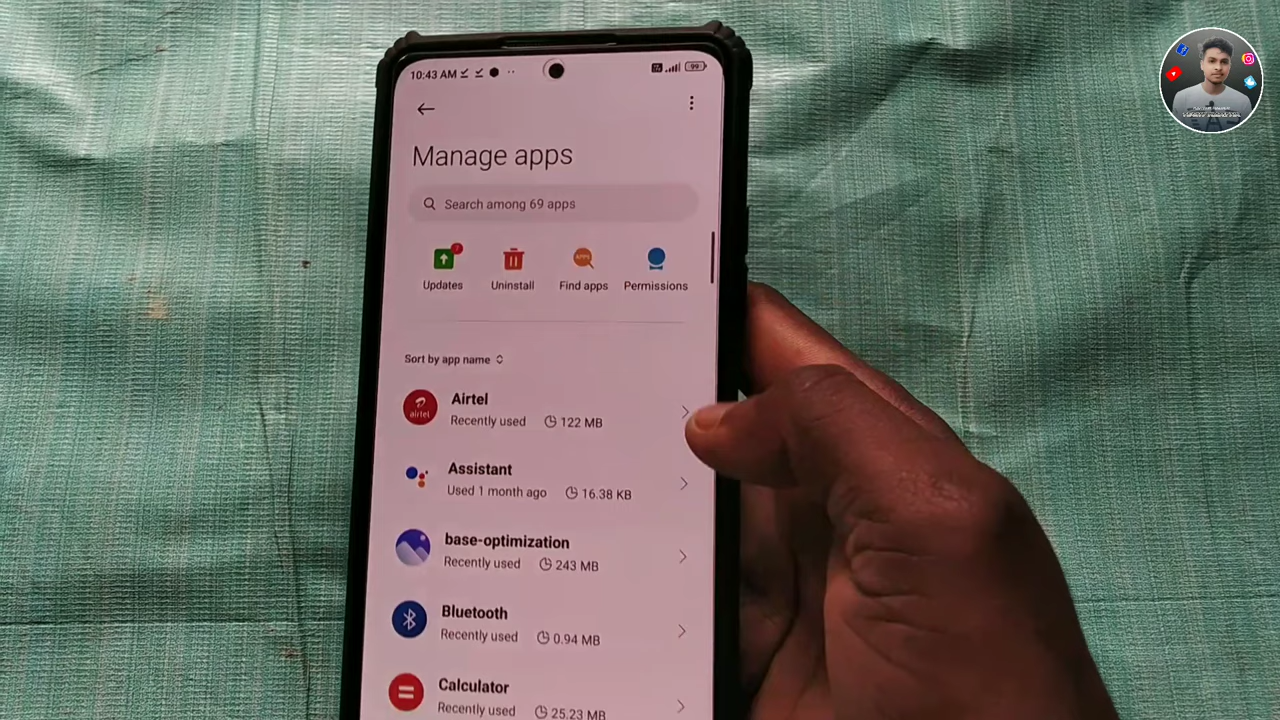 10:43 AM
99
Manage apps
Search among 69 apps
Updates
Uninstall
Find apps
Permissions
Sort by app name
Airtel
Recently used 122 MB
airtel
Assistant
Used 1 month ago 16.38 KB
base-optimization
Recently used 243 MB
Bluetooth
Recently used 0.94 MB
Calculator
Recently used 25.23 MB